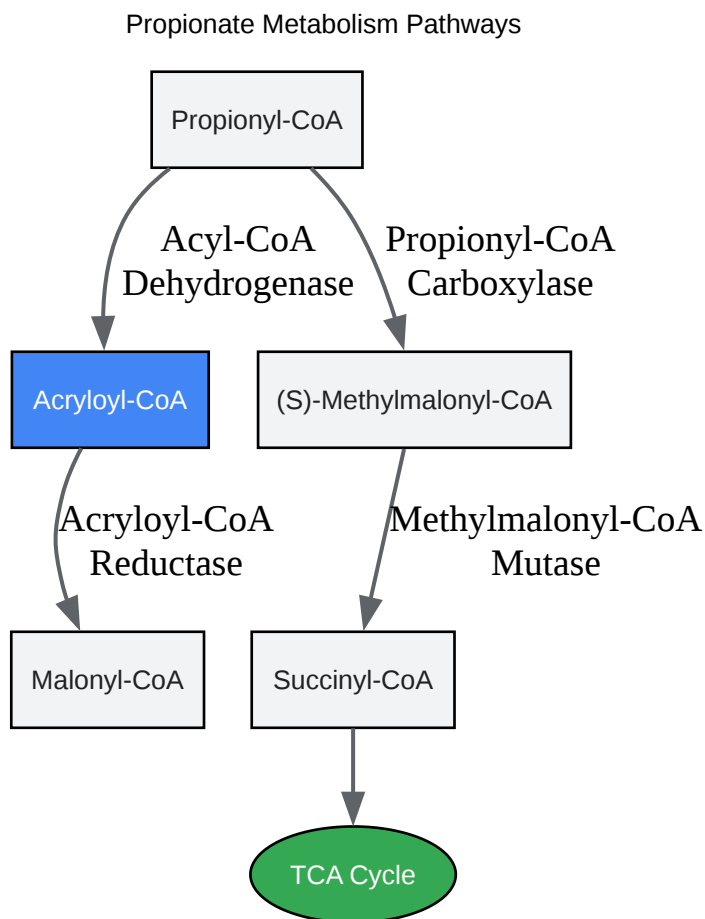 Propionate Metabolism Pathways
Propionyl-CoA
Acyl-CoA
Dehydrogenase
Propionyl-CoA
Carboxylase
Acryloyl-CoA
(S)-Methylmalonyl-CoA
Acryloyl-CoA
Reductase
Methylmalonyl-CoA
Mutase
Malonyl-CoA
Succinyl-CoA
TCA Cycle